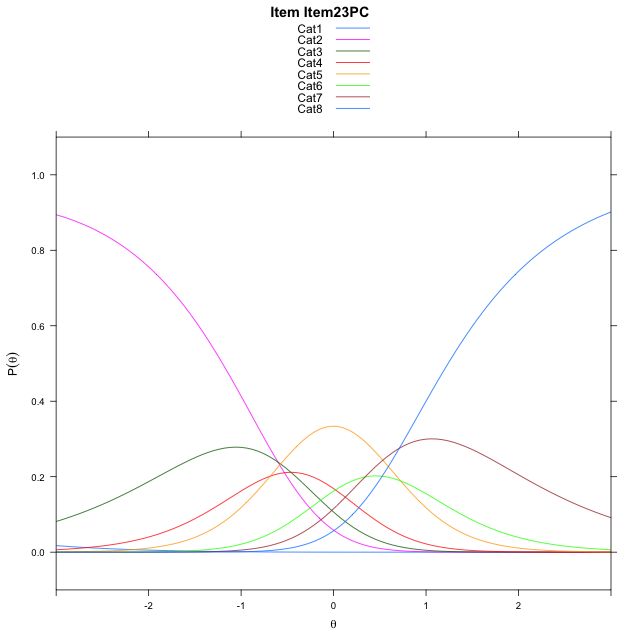 Item Item23PC
Cat1
Cat2
Cat3
Cat4
Cat5
Cat6
Cat7
Cat8
1.0
0.8
0.6
0.4
0.2
0.0
P(θ)
-2 -1 0 1 2
θ